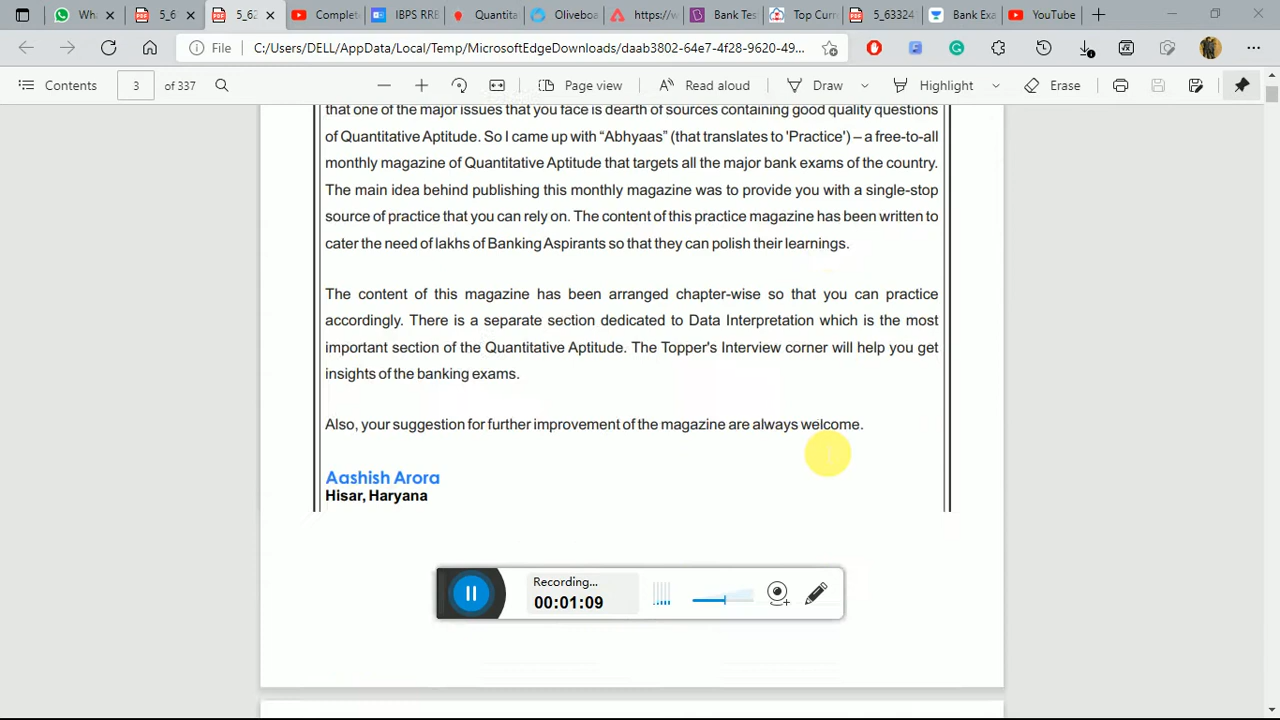 Wha
5_6
5_62
Complet
IBPS RRB
Quantita
Oliveboa
https://w
Bank Tes
Top Curr
5_63324
Bank Exa
YouTube
File
C:/Users/DELL/AppData/Local/Temp/MicrosoftEdgeDownloads/daab3802-64e7-4f28-9620-49...
Contents
3
of 337
Page view
Read aloud
Draw
Highlight
Erase
that one of the major issues that you face is dearth of sources containing good quality questions
of Quantitative Aptitude. So I came up with “Abhyaas” (that translates to 'Practice') – a free-to-all
monthly magazine of Quantitative Aptitude that targets all the major bank exams of the country.
The main idea behind publishing this monthly magazine was to provide you with a single-stop
source of practice that you can rely on. The content of this practice magazine has been written to
cater the need of lakhs of Banking Aspirants so that they can polish their learnings.
The content of this magazine has been arranged chapter-wise so that you can practice
accordingly. There is a separate section dedicated to Data Interpretation which is the most
important section of the Quantitative Aptitude. The Topper's Interview corner will help you get
insights of the banking exams.
Also, your suggestion for further improvement of the magazine are always welcome.
Aashish Arora
Hisar, Haryana
Recording...
00:01:09